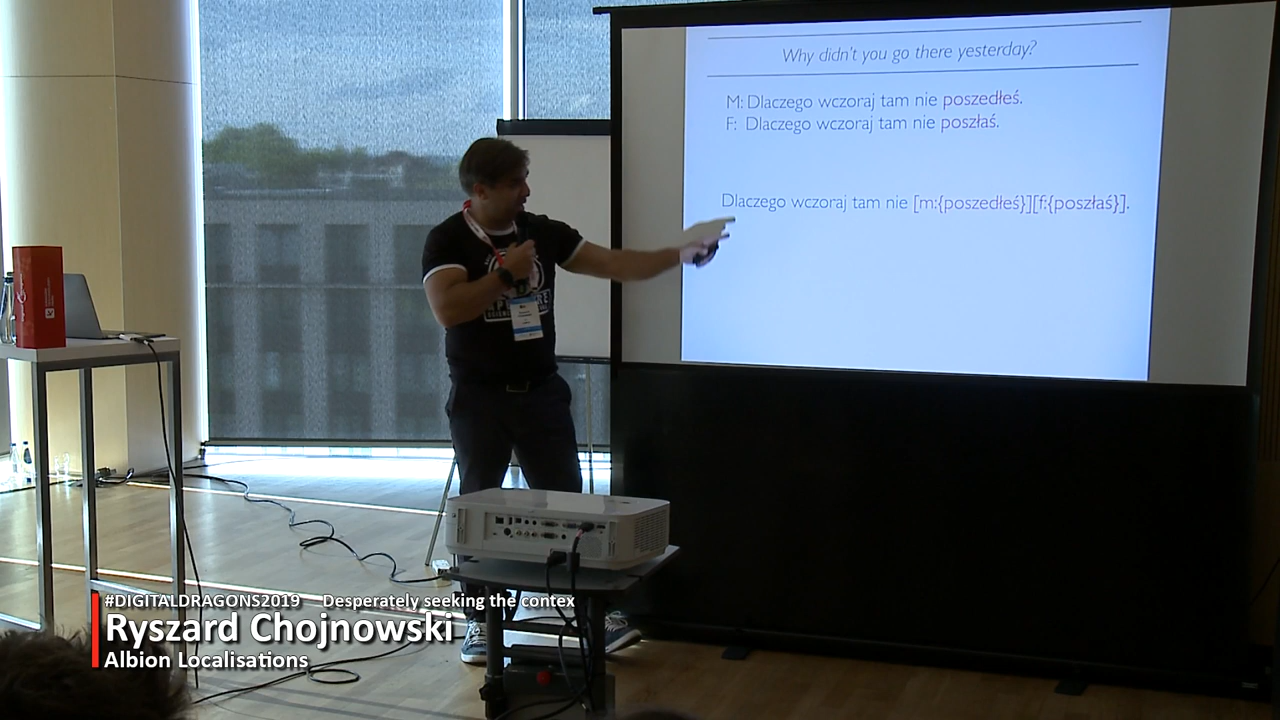 Why didn't you go there yesterday?
M: Dlaczego wczoraj tam nie poszedłeś.
F: Dlaczego wczoraj tam nie poszłaś.
Dlaczego wczoraj tam nie [m:{poszedłeś}][f:{poszłaś}].
#DIGITALDRAGONS2019 Desperately seeking the contex
Ryszard Chojnowski
Albion Localisations